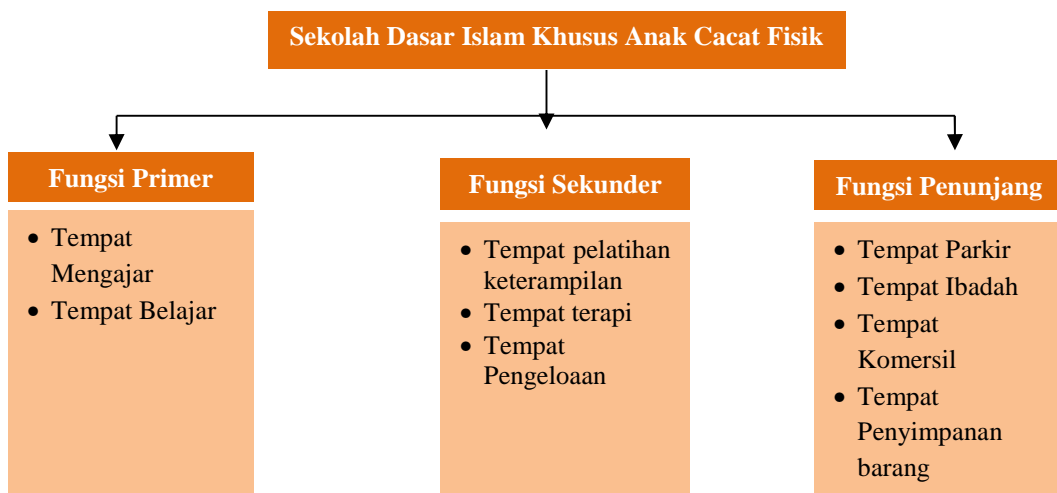 Sekolah Dasar Islam Khusus Anak Cacat Fisik
Fungsi Primer
• Tempat
Mengajar
• Tempat Belajar
Fungsi Sekunder
• Tempat pelatihan
keterampilan
• Tempat terapi
• Tempat
Pengeloaan
Fungsi Penunjang
• Tempat Parkir
• Tempat Ibadah
• Tempat
Komersil
• Tempat
Penyimpanan
barang